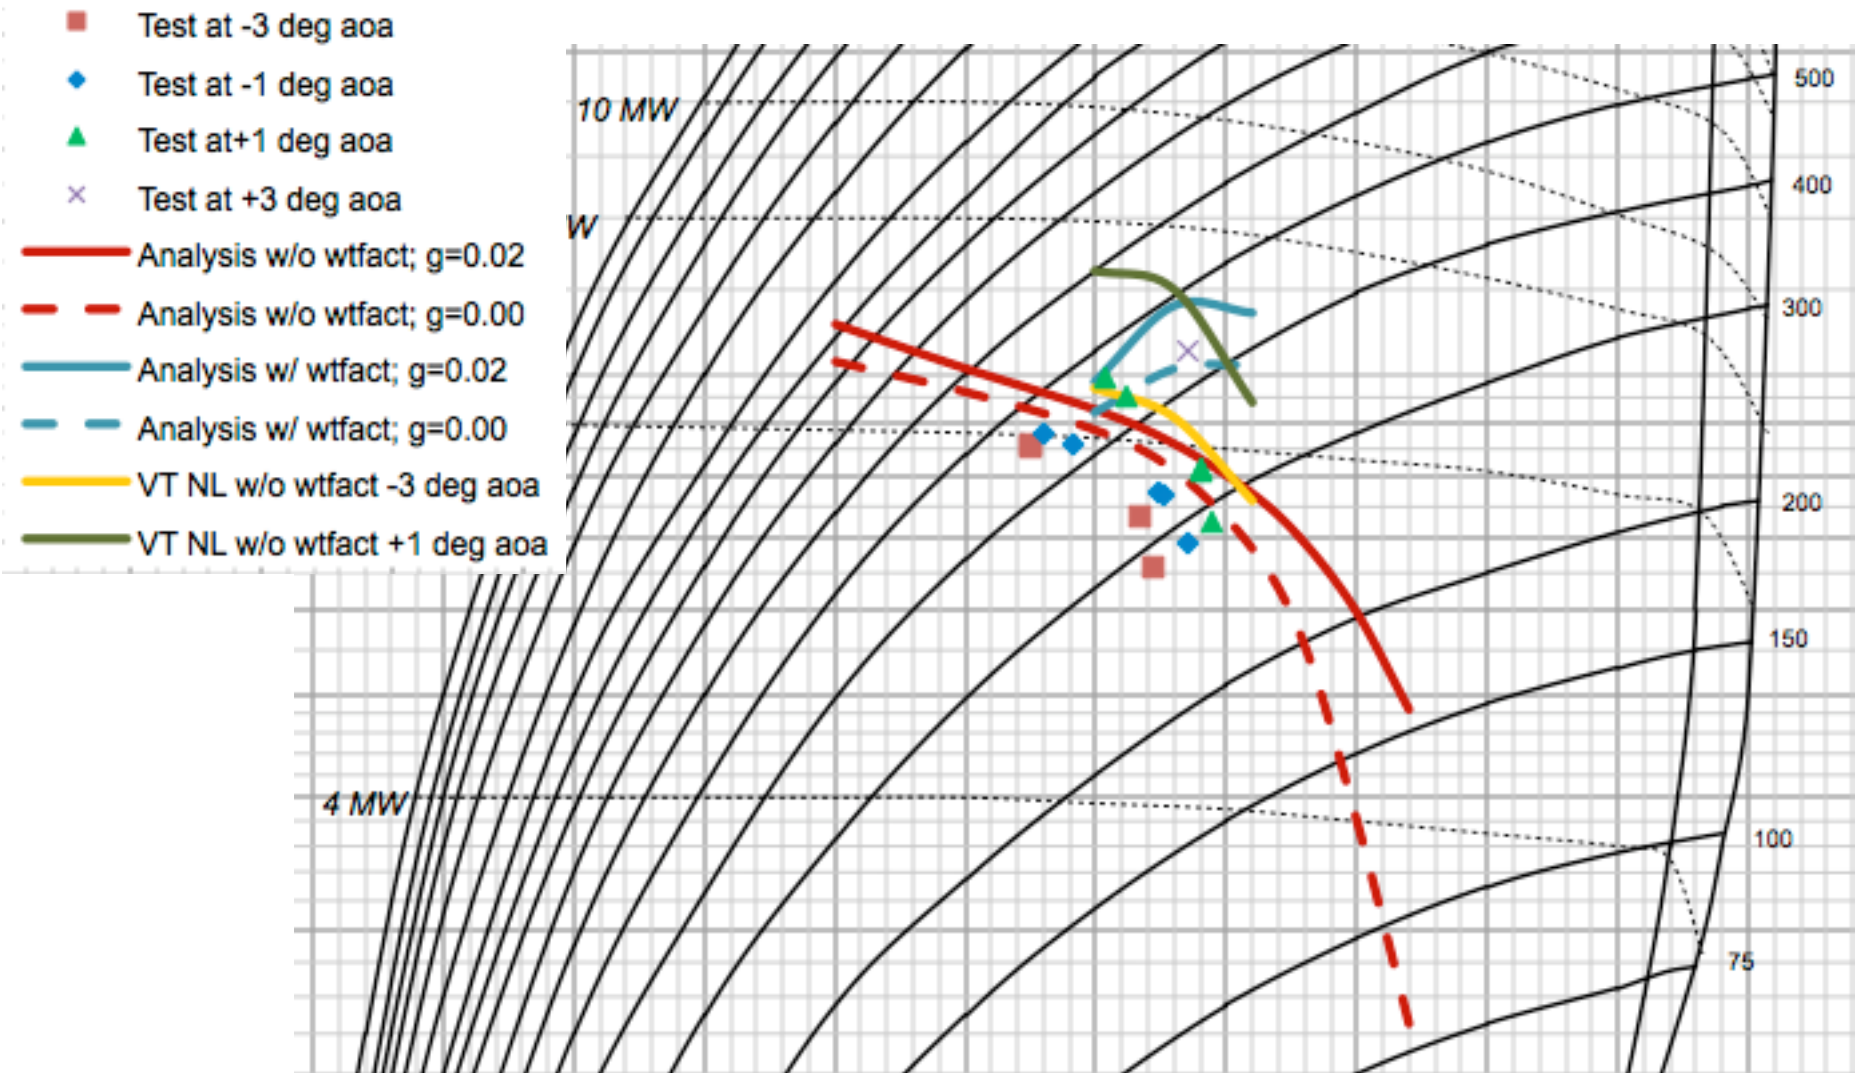 Test at -3 deg aoa
Test at -1 deg aoa
Test at+1 deg aoa
Test at +3 deg aoa
Analysis w/o wtfact; g=0.02
Analysis w/o wtfact; g=0.00
Analysis w/ wtfact; g=0.02
Analysis w/ wtfact; g=0.00
VT NL w/o wtfact -3 deg aoa
VT NL w/o wtfact +1 deg aoa
10 MW
W
4 MW
500
400
300
200
150
100
75